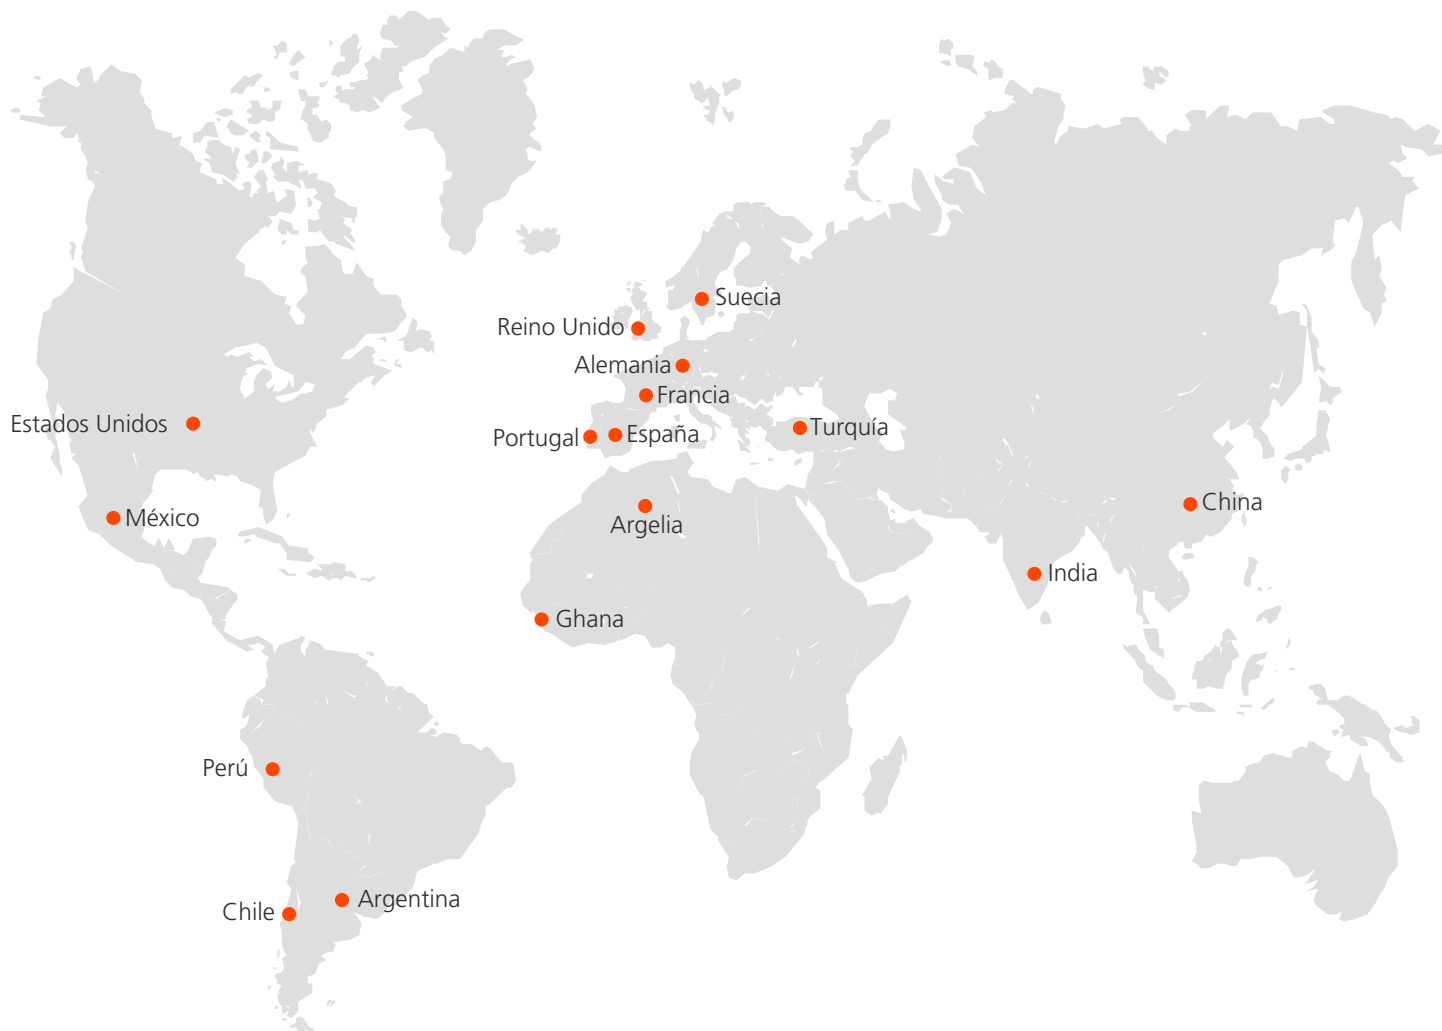 Suecia
Reino Unido
Alemania
Francia
Estados Unidos
Portugal
España
Turquía
México
Argelia
China
India
Ghana
Perú
Chile
Argentina